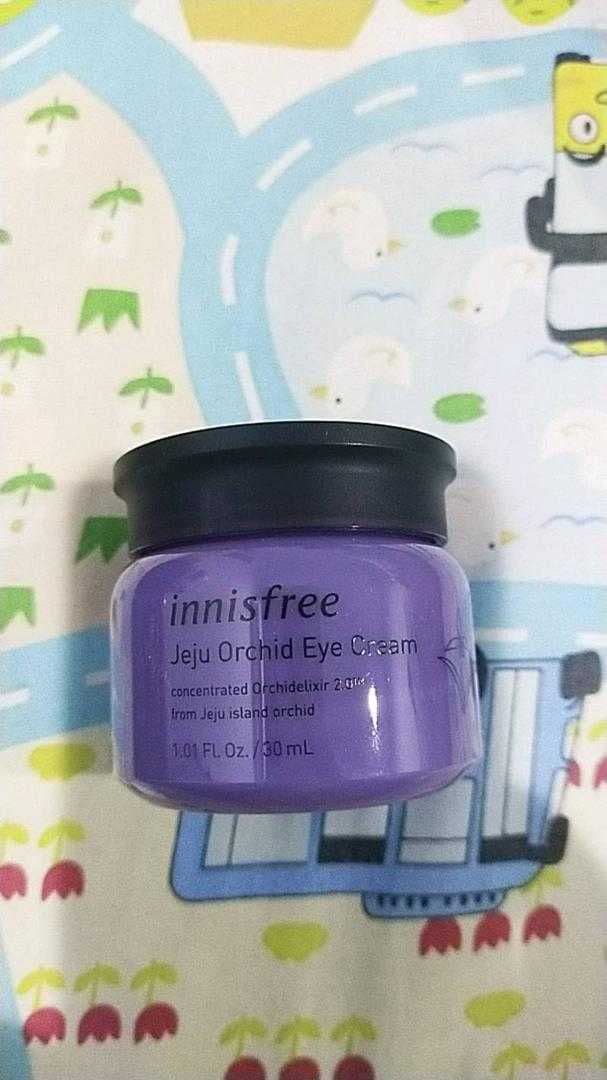 innisfree
Jeju Orchid Eye Cream
concentrated Orchidelixir 2.0™
from Jeju island orchid
1.01 FL. Oz. / 30 mL